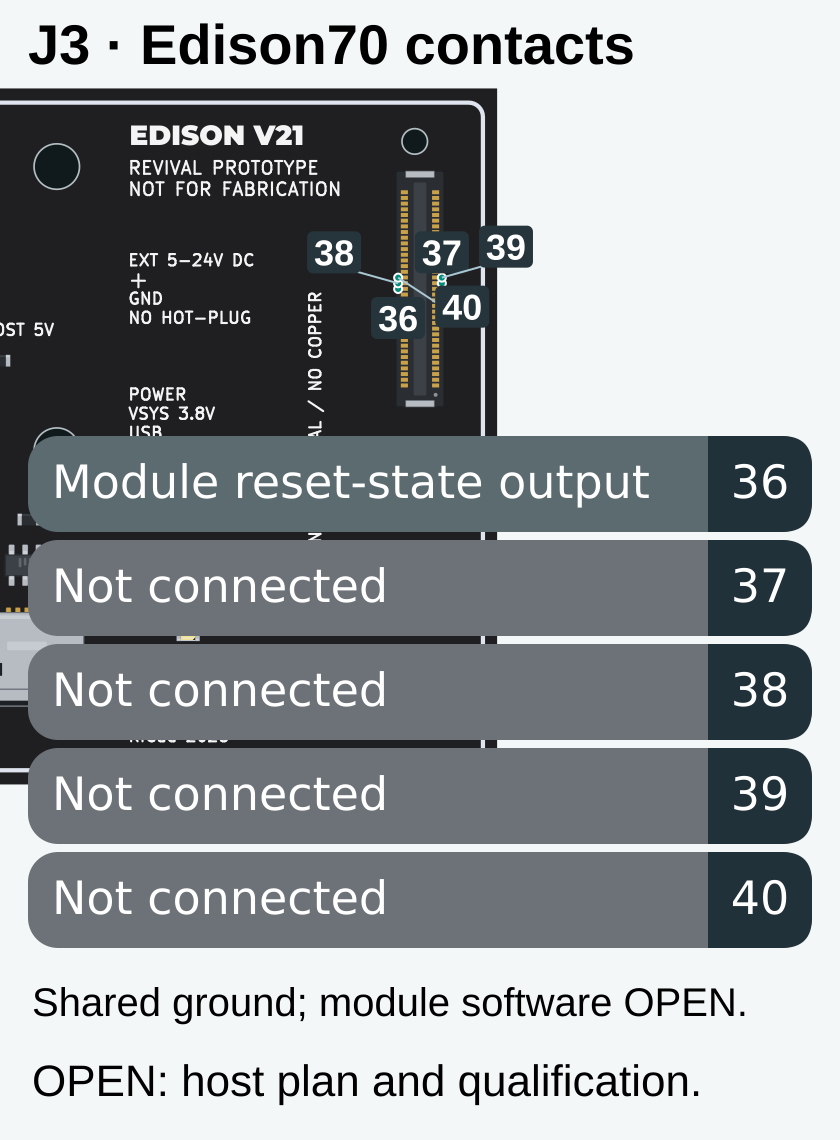 J3 · Edison70 contacts
EDISON V21
REVIVAL PROTOTYPE
NOT FOR FABRICATION
38
37
39
EXT 5–24V DC
+
GND
NO HOT-PLUG
36
40
5V
/ NO COPPER
POWER
VSYS 3.8V
USB
Module reset-state output 36
Not connected 37
Not connected 38
Not connected 39
Not connected 40
Shared ground; module software OPEN.
OPEN: host plan and qualification.